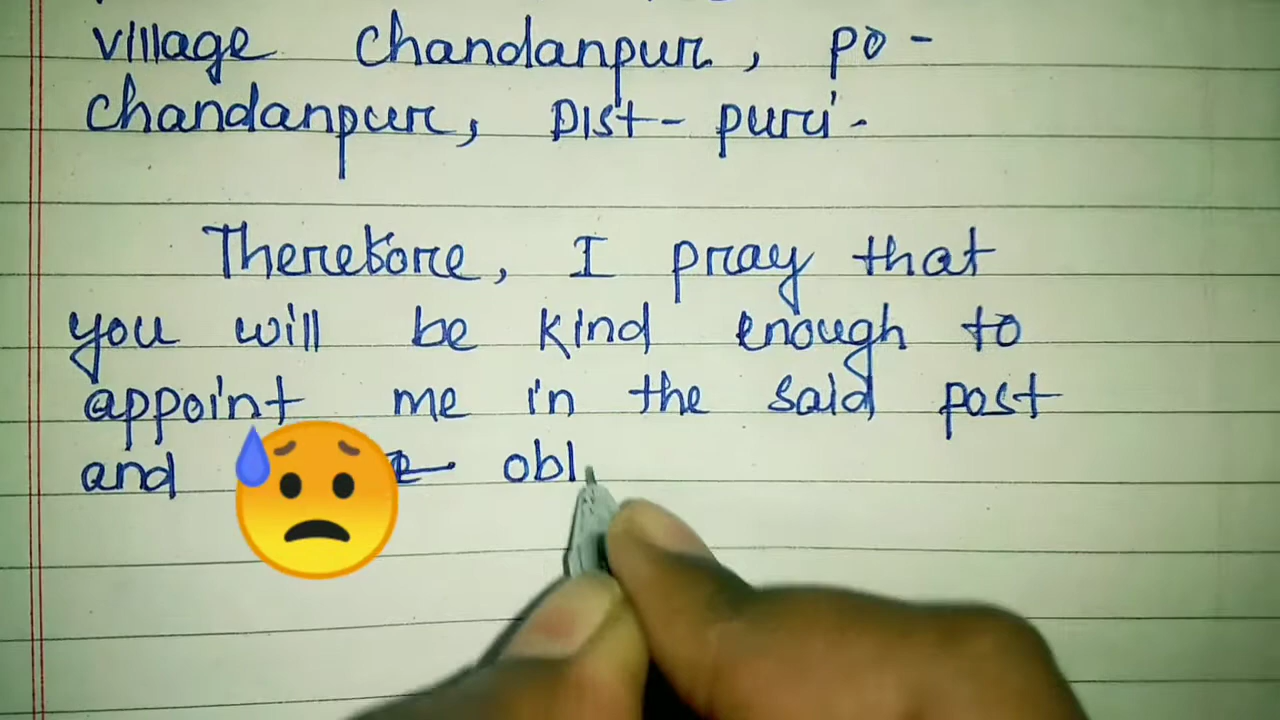 village chandanpur, po -
chandanpur, Dist - puri -
Therefore, I pray that
you will be kind enough to
appoint me in the said post
and obl